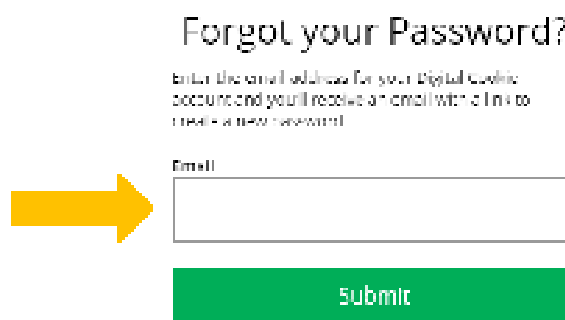 Forgot your Password?
Enter the email address for your Digital Cookie
account and you'll receive an email with a link to
create a new password
Email
Submit